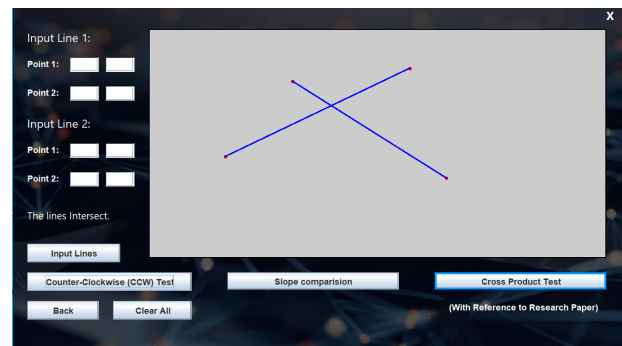 X
Input Line 1:
Point 1:
Point 2:
Input Line 2:
Point 1:
Point 2:
The lines Intersect.
Input Lines
Counter-Clockwise (CCW) Test
Slope comparision
Cross Product Test
Back
Clear All
(With Reference to Research Paper)